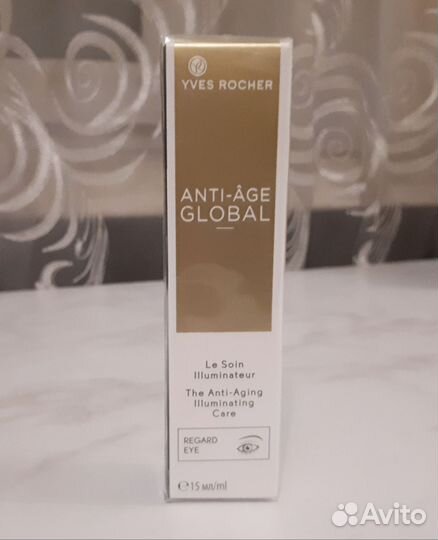 YVES ROCHER
ANTI-ÂGE
GLOBAL
Le Soin
Illuminateur
The Anti-Aging
Illuminating
Care
REGARD
EYE
℮15 мл/ml
Avito